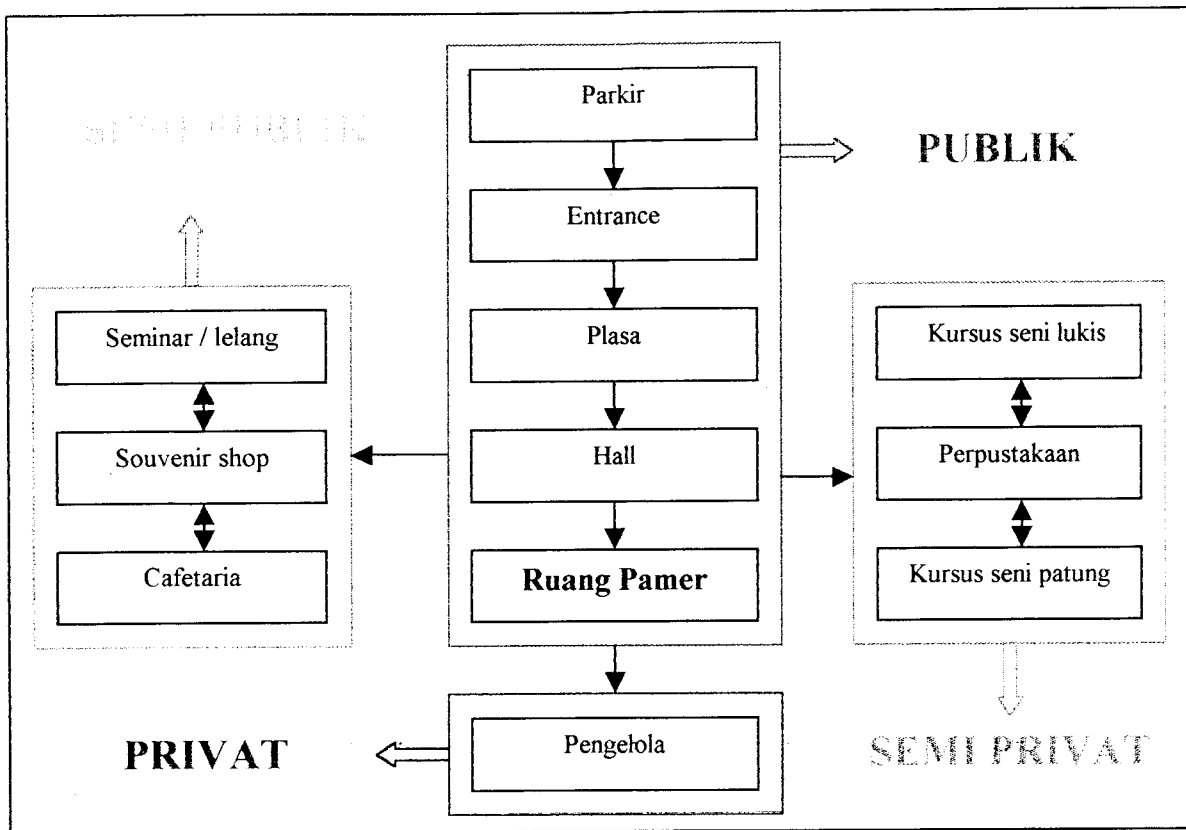 Parkir
PUBLIK
Entrance
Seminar / lelang
Plasa
Kursus seni lukis
Souvenir shop
Hall
Perpustakaan
Cafetaria
Ruang Pamer
Kursus seni patung
PRIVAT
Pengelola
SEMI PRIVAT